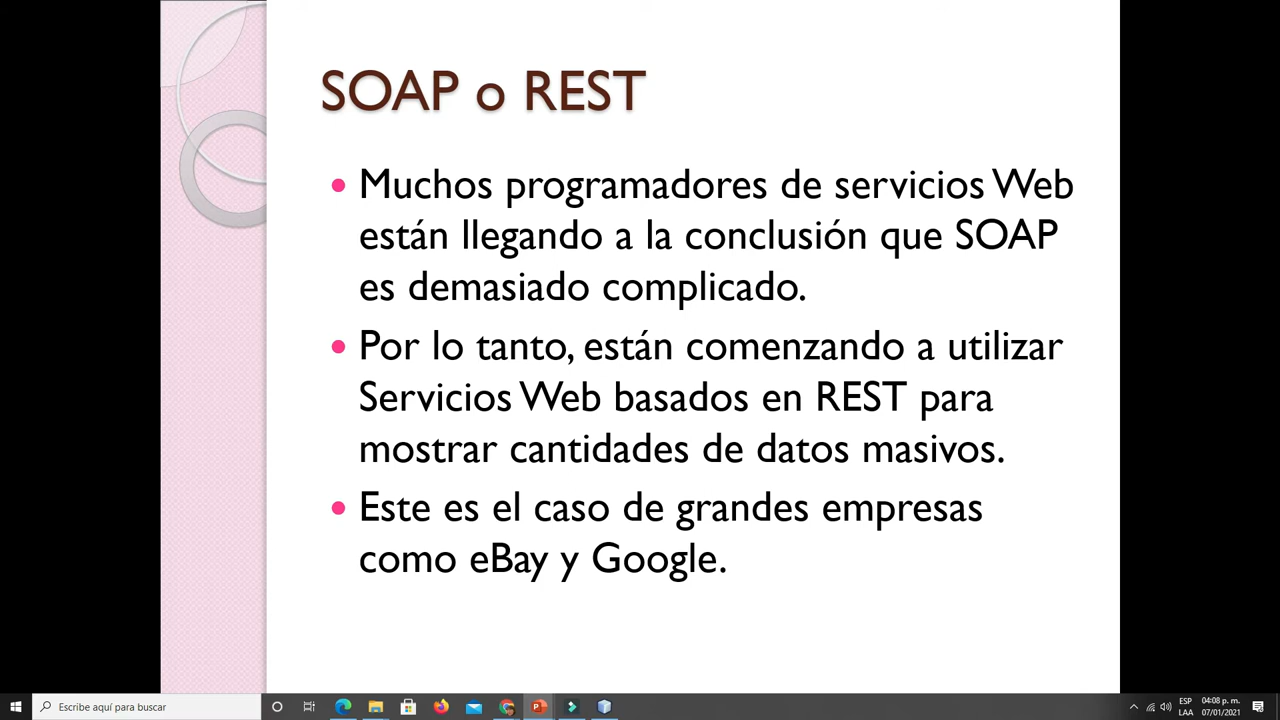 SOAP o REST
Muchos programadores de servicios Web
están llegando a la conclusión que SOAP
es demasiado complicado.
Por lo tanto, están comenzando a utilizar
Servicios Web basados en REST para
mostrar cantidades de datos masivos.
Este es el caso de grandes empresas
como eBay y Google.
Escribe aquí para buscar
ESP
LAA
04:08 p. m.
07/01/2021